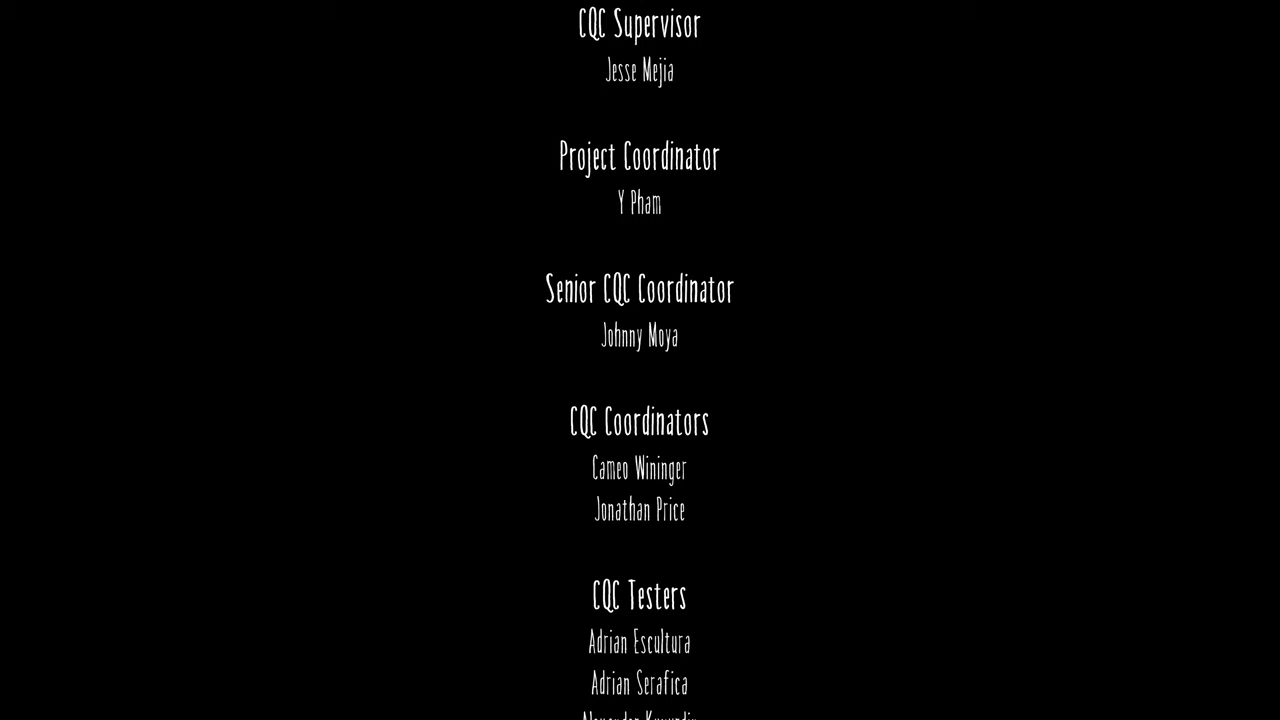 CQC Supervisor
Jesse Mejia
Project Coordinator
Y Pham
Senior CQC Coordinator
Johnny Moya
CQC Coordinators
Cameo Wininger
Jonathan Price
CQC Testers
Adrian Escultura
Adrian Serafica